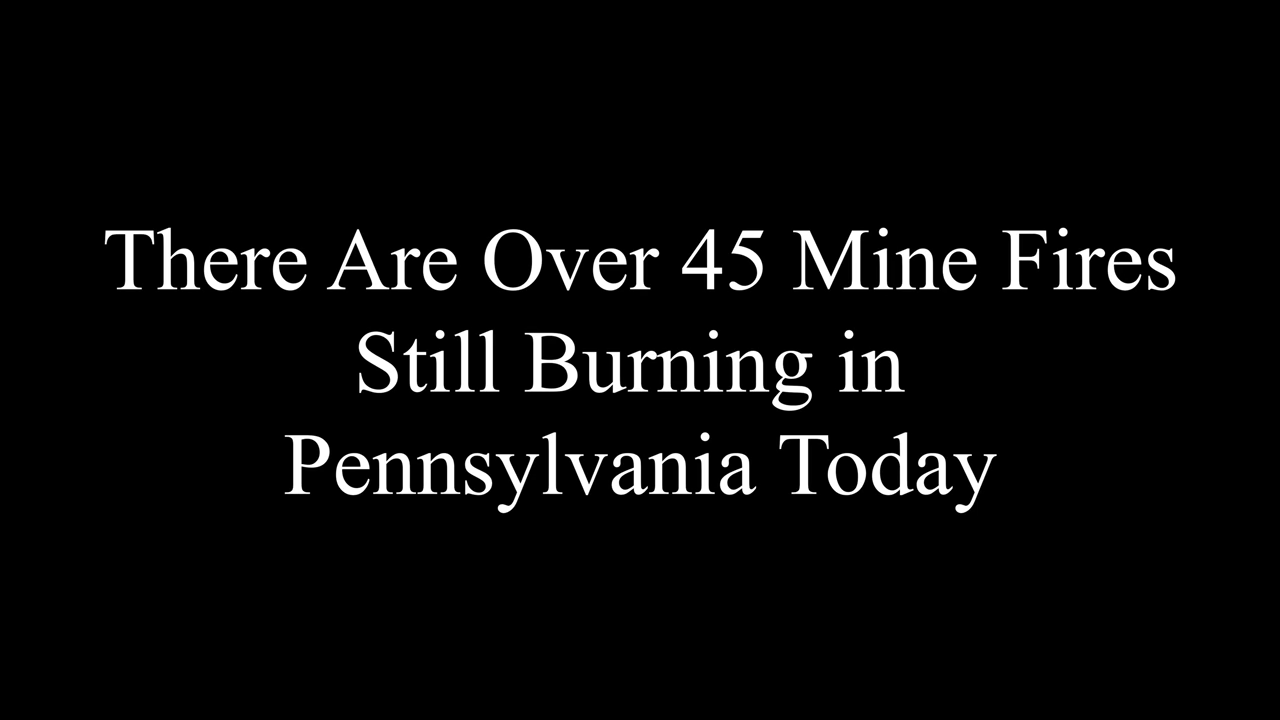 There Are Over 45 Mine Fires
Still Burning in
Pennsylvania Today